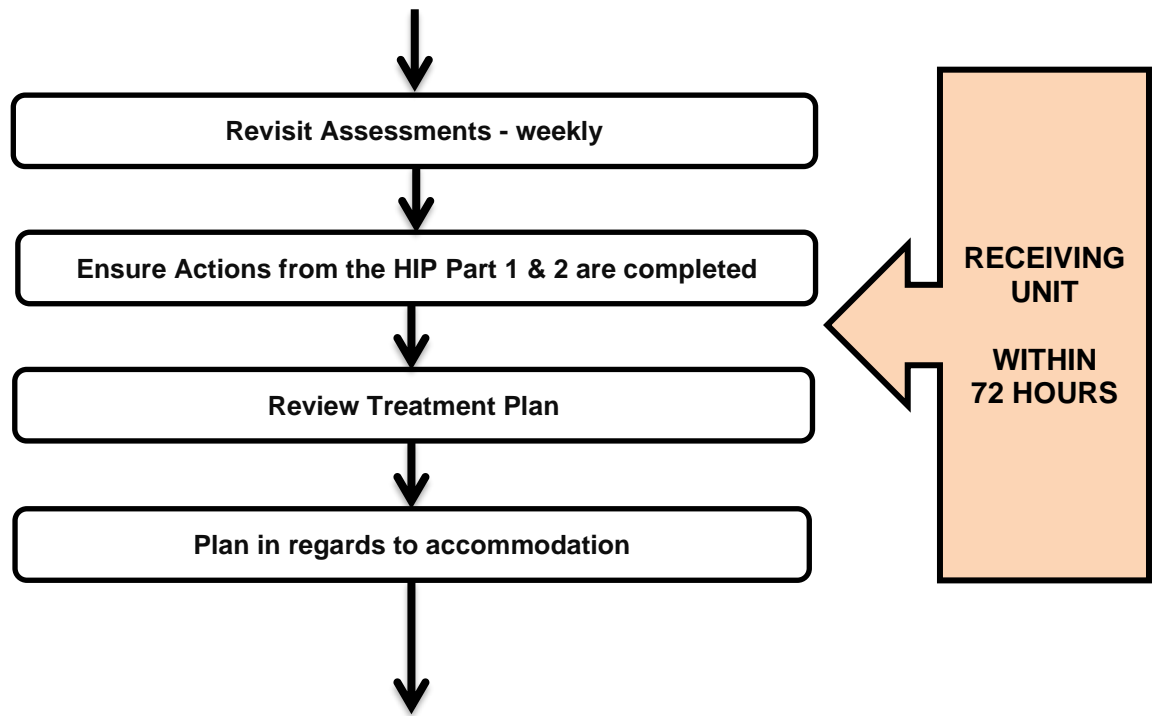 Revisit Assessments - weekly
Ensure Actions from the HIP Part 1 & 2 are completed
Review Treatment Plan
Plan in regards to accommodation
RECEIVING
UNIT
WITHIN
72 HOURS